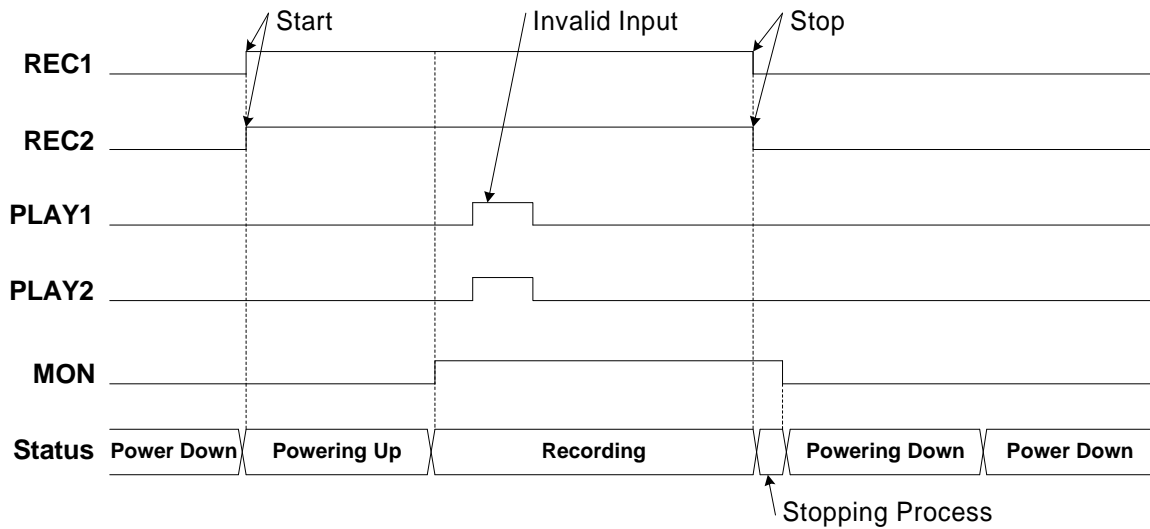 Start
Invalid Input
Stop
REC1
REC2
PLAY1
PLAY2
MON
Status
Power Down
Powering Up
Recording
Powering Down
Power Down
Stopping Process